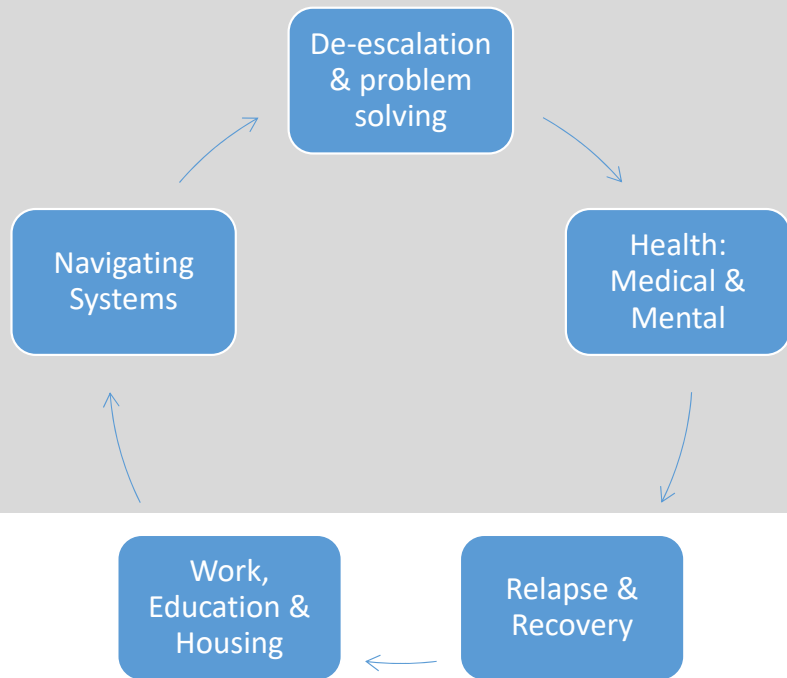 De-escalation
& problem
solving
Health:
Medical &
Mental
Relapse &
Recovery
Work,
Education &
Housing
Navigating
Systems